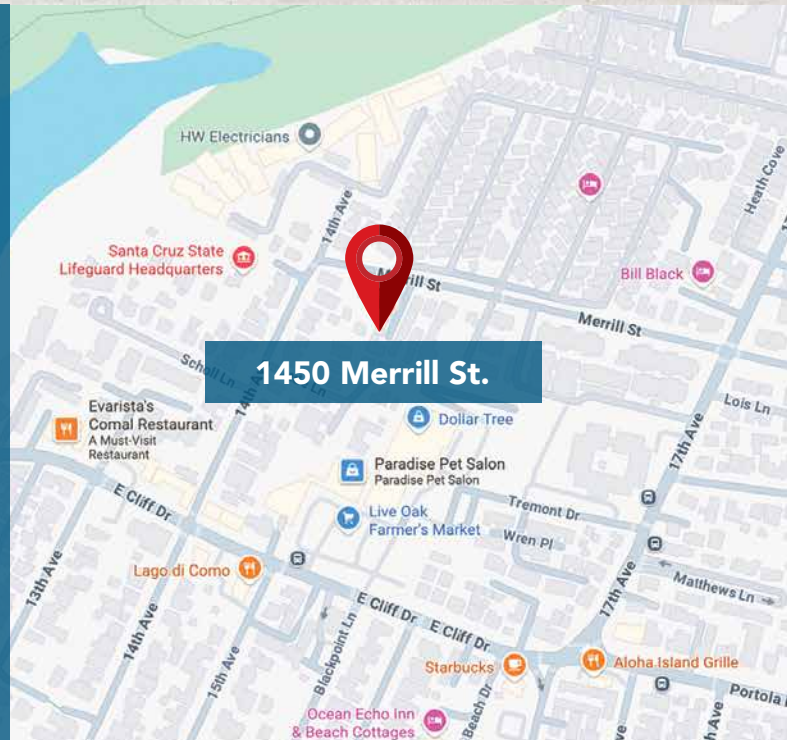 HW Electricians
14th Ave
Heath Cove
Santa Cruz State
Lifeguard Headquarters
Merrill St
Bill Black
Merrill St
1450 Merrill St.
14th Ave
Lois Ln
Evarista's
Comal Restaurant
A Must-Visit
Restaurant
Dollar Tree
17th Ave
Paradise Pet Salon
Paradise Pet Salon
E Cliff Dr
Tremont Dr
Live Oak
Farmer's Market
Wren Pl
13th Ave
Lago di Como
Matthews Ln
17th Ave
14th Ave
E Cliff Dr
E Cliff Dr
15th Ave
Blackpoint Ln
Starbucks
Aloha Island Grille
Portola
Beach Dr
Ocean Echo Inn
& Beach Cottages